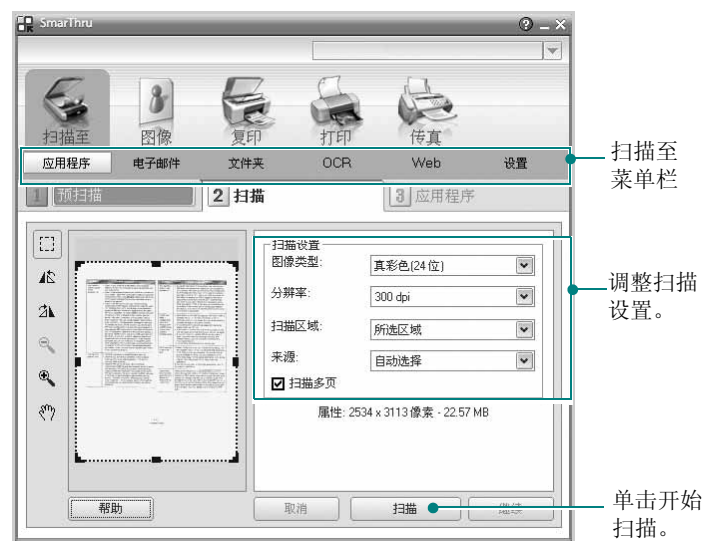 SmarThru
扫描至 图像 复印 打印 传真
应用程序 电子邮件 文件夹 OCR Web 设置
扫描至
菜单栏
1 预扫描 2 扫描 3 应用程序
扫描设置
图像类型: 真彩色(24位)
分辨率: 300 dpi
扫描区域: 所选区域
来源: 自动选择
扫描多页
调整扫描
设置。
属性: 2534 x 3113 像素 - 22.57 MB
帮助 取消 扫描 继续
单击开始
扫描。